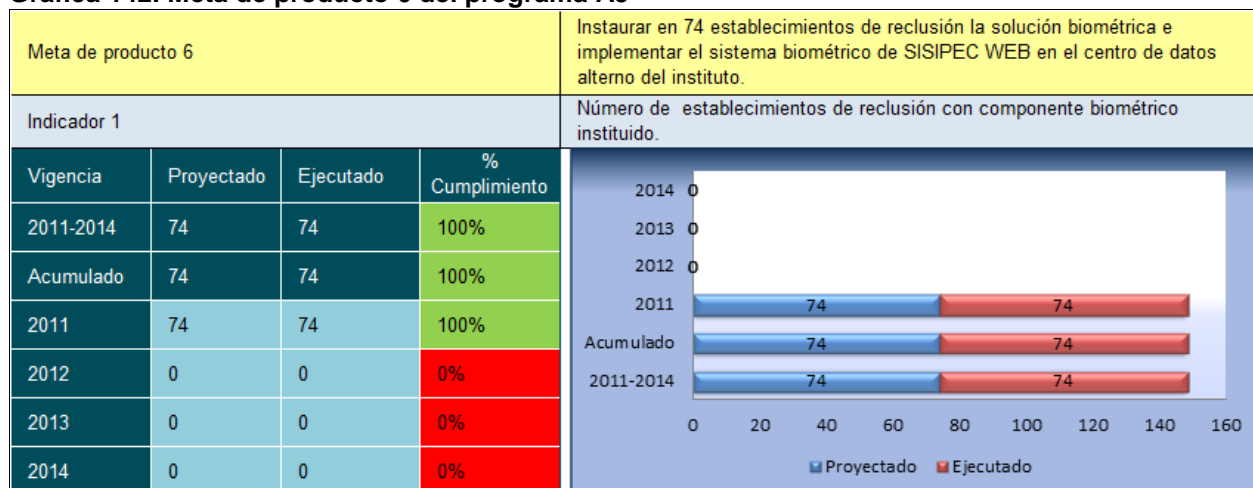 Meta de producto 6
Instaurar en 74 establecimientos de reclusión la solución biométrica e
implementar el sistema biométrico de SISIPEC WEB en el centro de datos
alterno del instituto.
Indicador 1
Número de establecimientos de reclusión con componente biométrico
instituido.
Vigencia Proyectado Ejecutado % Cumplimiento
2011-2014 74 74 100%
Acumulado 74 74 100%
2011 74 74 100%
2012 0 0 0%
2013 0 0 0%
2014 0 0 0%
2014 0
2013 0
2012 0
2011 74 74
Acumulado 74 74
2011-2014 74 74
0 20 40 60 80 100 120 140 160
Proyectado Ejecutado